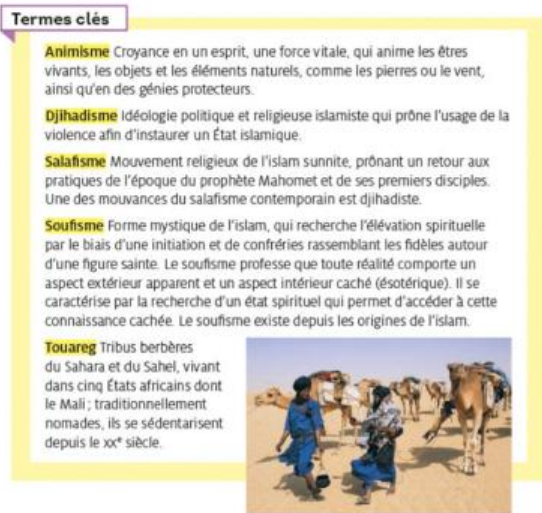 Termes clés
Animisme Croyance en un esprit, une force vitale, qui anime les êtres
vivants, les objets et les éléments naturels, comme les pierres ou le vent,
ainsi qu'en des génies protecteurs.
Djihadisme Idéologie politique et religieuse islamiste qui prône l'usage de la
violence afin d'instaurer un État islamique.
Salafisme Mouvement religieux de l'islam sunnite, prônant un retour aux
pratiques de l'époque du prophète Mahomet et de ses premiers disciples.
Une des mouvances du salafisme contemporain est djihadiste.
Soufisme Forme mystique de l'islam, qui recherche l'élévation spirituelle
par le biais d'une initiation et de confréries rassemblant les fidèles autour
d'une figure sainte. Le soufisme professe que toute réalité comporte un
aspect extérieur apparent et un aspect intérieur caché (ésotérique). Il se
caractérise par la recherche d'un état spirituel qui permet d'accéder à cette
connaissance cachée. Le soufisme existe depuis les origines de l'islam.
Touareg Tribus berbères
du Sahara et du Sahel, vivant
dans cinq États africains dont
le Mali ; traditionnellement
nomades, ils se sédentarisent
depuis le XXe siècle.